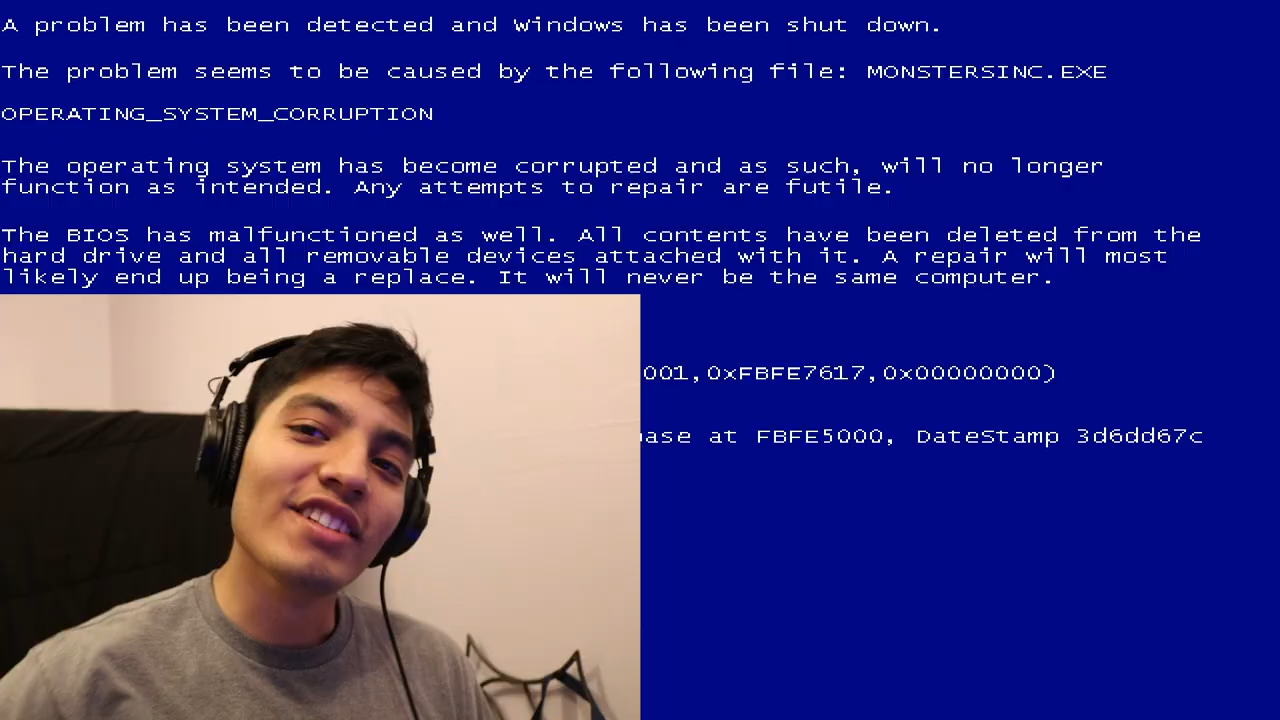 A problem has been detected and Windows has been shut down.
The problem seems to be caused by the following file: MONSTERSINC.EXE
OPERATING_SYSTEM_CORRUPTION
The operating system has become corrupted and as such, will no longer
function as intended. Any attempts to repair are futile.
The BIOS has malfunctioned as well. All contents have been deleted from the
hard drive and all removable devices attached with it. A repair will most
likely end up being a replace. It will never be the same computer.
001,0xFBFE7617,0x00000000)
at FBFE5000, DateStamp 3d6dd67c